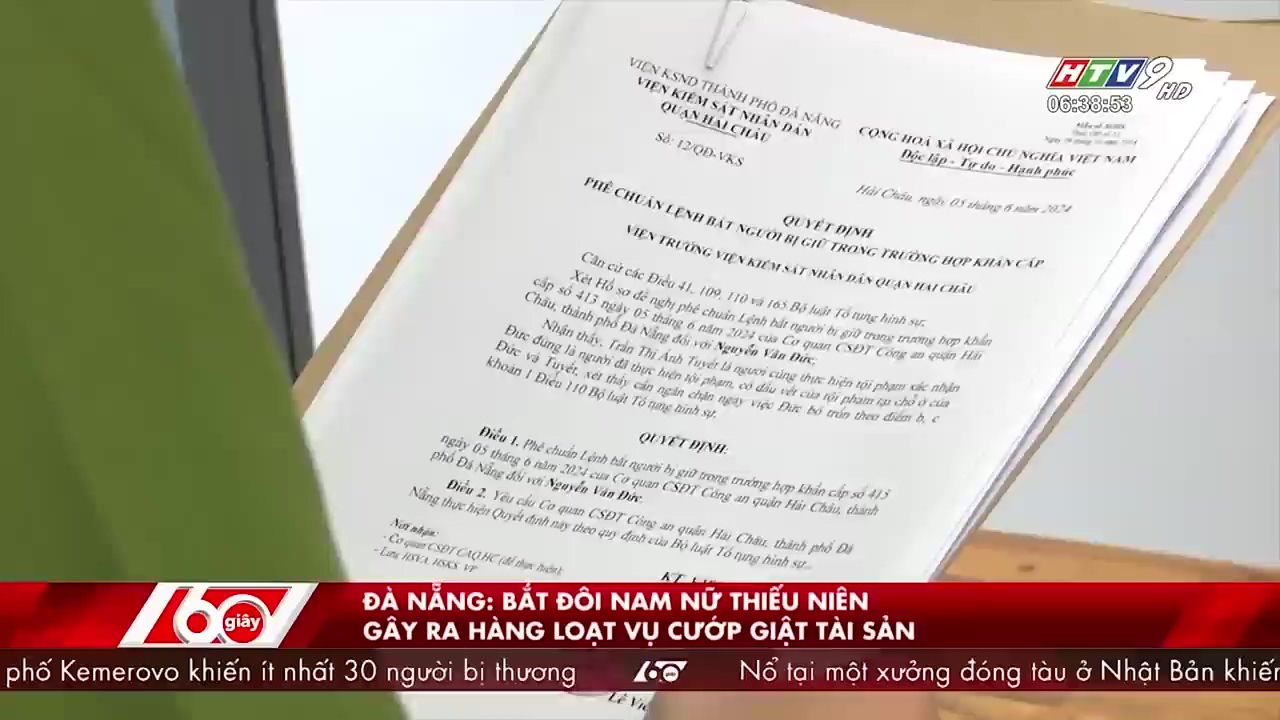 HTV9 HD
06:38:53
VIỆN KSND THÀNH PHỐ ĐÀ NẴNG
VIỆN KIỂM SÁT NHÂN DÂN
QUẬN HẢI CHÂU
Số: 12/QĐ-VKS
CỘNG HOÀ XÃ HỘI CHỦ NGHĨA VIỆT NAM
Độc lập - Tự do - Hạnh phúc
Hải Châu, ngày 05 tháng 6 năm 2024
QUYẾT ĐỊNH
PHÊ CHUẨN LỆNH BẮT NGƯỜI BỊ GIỮ TRONG TRƯỜNG HỢP KHẨN CẤP
VIỆN TRƯỞNG VIỆN KIỂM SÁT NHÂN DÂN QUẬN HẢI CHÂU
Căn cứ các Điều 41, 109, 110 và 165 Bộ luật Tố tụng hình sự;
Xét Hồ sơ đề nghị phê chuẩn Lệnh bắt người bị giữ trong trường hợp khẩn
cấp số 413 ngày 05 tháng 6 năm 2024 của Cơ quan CSĐT Công an quận Hải
Châu, thành phố Đà Nẵng đối với Nguyễn Văn Đức;
Nhận thấy, Trần Thị Ánh Tuyết là người cùng thực hiện tội phạm xác nhận
Đức đúng là người đã thực hiện tội phạm, có dấu vết của tội phạm tại chỗ ở của
Đức và Tuyết, xét thấy cần ngăn chặn ngay việc Đức bỏ trốn theo điểm b, c
khoản 1 Điều 110 Bộ luật Tố tụng hình sự,
QUYẾT ĐỊNH:
Điều 1. Phê chuẩn Lệnh bắt người bị giữ trong trường hợp khẩn cấp số 413
ngày 05 tháng 6 năm 2024 của Cơ quan CSĐT Công an quận Hải Châu, thành
phố Đà Nẵng đối với Nguyễn Văn Đức.
Điều 2. Yêu cầu Cơ quan CSĐT Công an quận Hải Châu, thành phố Đà
Nẵng thực hiện Quyết định này theo quy định của Bộ luật Tố tụng hình sự./.
Nơi nhận:
- Cơ quan CSĐT CAQ.HC (để thực hiện);
- Lưu: HSVA, HSKS, VP
60 giây
ĐÀ NẴNG: BẮT ĐÔI NAM NỮ THIẾU NIÊN
GÂY RA HÀNG LOẠT VỤ CƯỚP GIẬT TÀI SẢN
phố Kemerovo khiến ít nhất 30 người bị thương 60 giây Nổ tại một xưởng đóng tàu ở Nhật Bản khiến